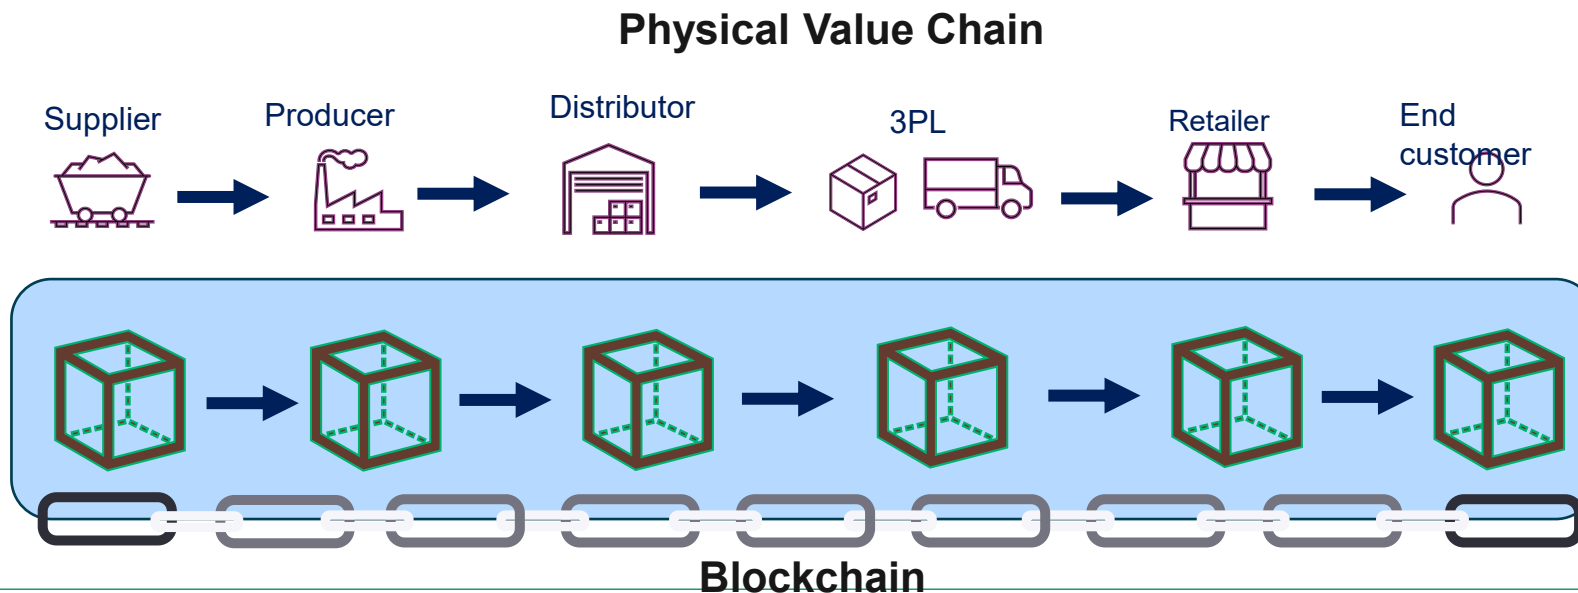 Physical Value Chain
Supplier
Producer
Distributor
3PL
Retailer
End
customer
Blockchain